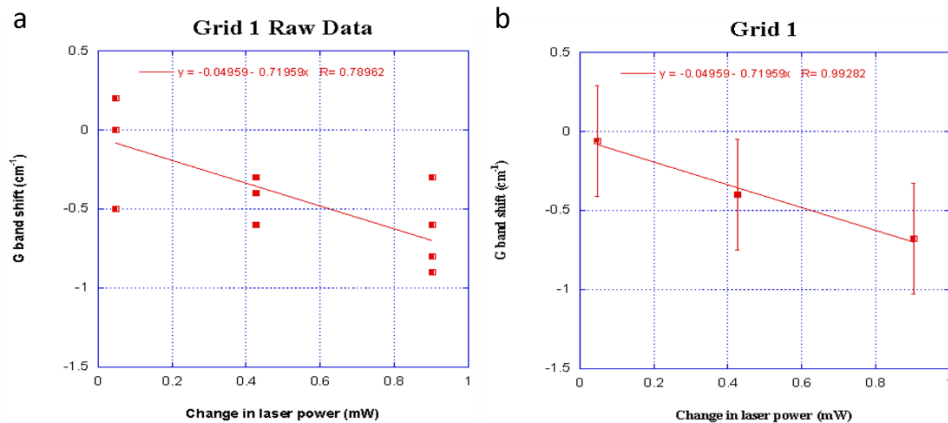 a
Grid 1 Raw Data
y = -0.04959 - 0.71959x R= 0.78962
0.5
0
-0.5
-1
-1.5
G band shift (cm-1)
0 0.2 0.4 0.6 0.8 1
Change in laser power (mW)
b
Grid 1
y = -0.04959 - 0.71959x R= 0.99282
0.5
0
-0.5
-1
-1.5
G band shift (cm-1)
0 0.2 0.4 0.6 0.8 1
Change in laser power (mW)